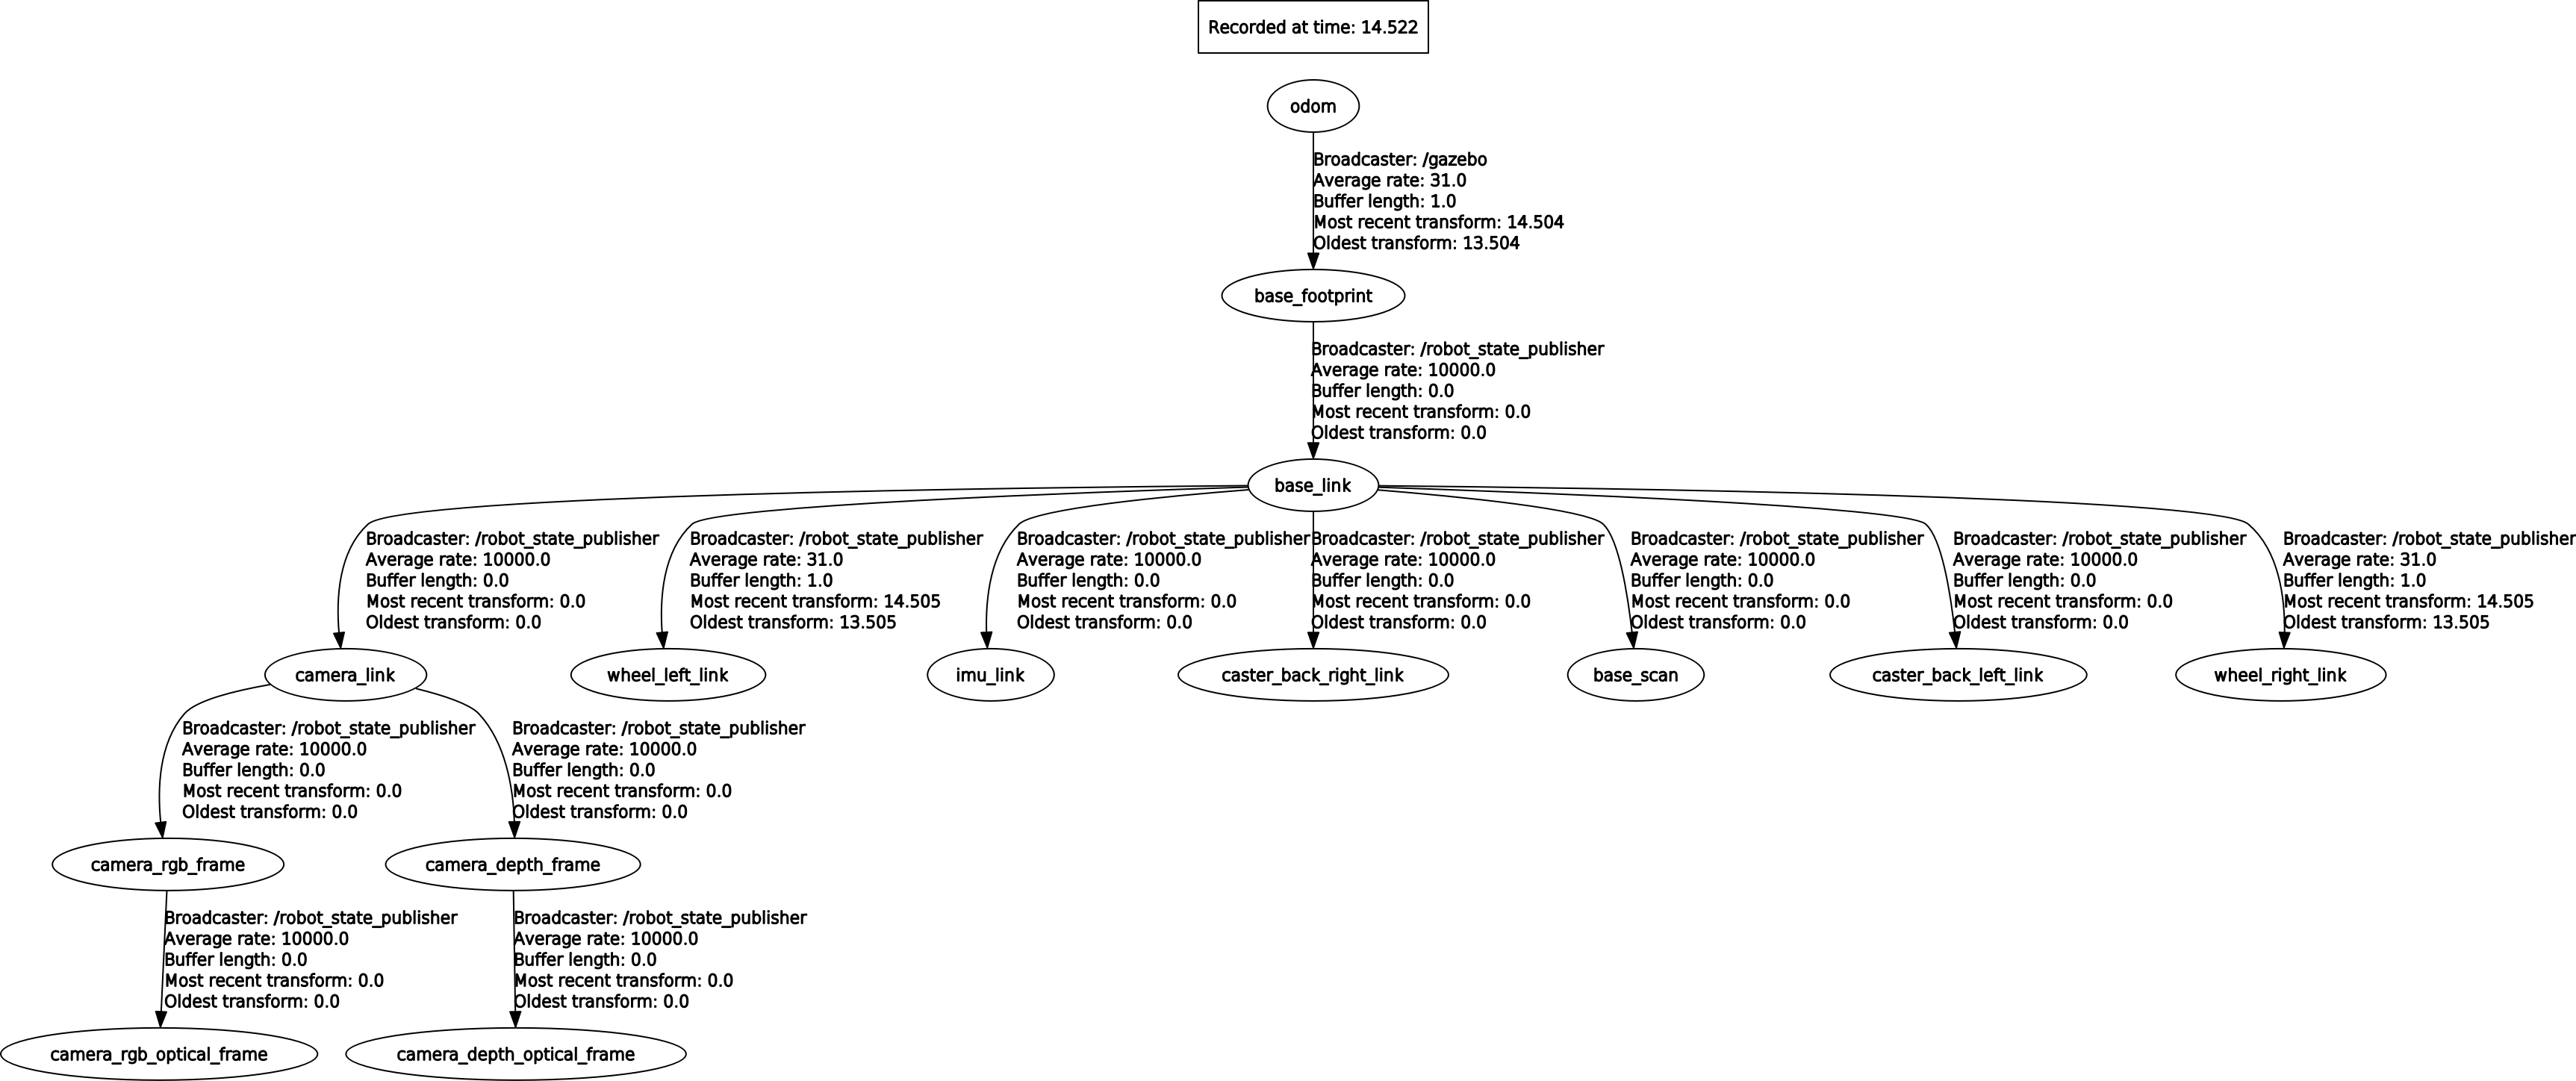 Recorded at time: 14.522
odom
Broadcaster: /gazebo
Average rate: 31.0
Buffer length: 1.0
Most recent transform: 14.504
Oldest transform: 13.504
base_footprint
Broadcaster: /robot_state_publisher
Average rate: 10000.0
Buffer length: 0.0
Most recent transform: 0.0
Oldest transform: 0.0
base_link
Broadcaster: /robot_state_publisher
Average rate: 10000.0
Buffer length: 0.0
Most recent transform: 0.0
Oldest transform: 0.0
Broadcaster: /robot_state_publisher
Average rate: 31.0
Buffer length: 1.0
Most recent transform: 14.505
Oldest transform: 13.505
Broadcaster: /robot_state_publisher
Average rate: 10000.0
Buffer length: 0.0
Most recent transform: 0.0
Oldest transform: 0.0
Broadcaster: /robot_state_publisher
Average rate: 10000.0
Buffer length: 0.0
Most recent transform: 0.0
Oldest transform: 0.0
Broadcaster: /robot_state_publisher
Average rate: 10000.0
Buffer length: 0.0
Most recent transform: 0.0
Oldest transform: 0.0
Broadcaster: /robot_state_publisher
Average rate: 10000.0
Buffer length: 0.0
Most recent transform: 0.0
Oldest transform: 0.0
Broadcaster: /robot_state_publisher
Average rate: 31.0
Buffer length: 1.0
Most recent transform: 14.505
Oldest transform: 13.505
camera_link
wheel_left_link
imu_link
caster_back_right_link
base_scan
caster_back_left_link
wheel_right_link
Broadcaster: /robot_state_publisher
Average rate: 10000.0
Buffer length: 0.0
Most recent transform: 0.0
Oldest transform: 0.0
Broadcaster: /robot_state_publisher
Average rate: 10000.0
Buffer length: 0.0
Most recent transform: 0.0
Oldest transform: 0.0
camera_rgb_frame
camera_depth_frame
Broadcaster: /robot_state_publisher
Average rate: 10000.0
Buffer length: 0.0
Most recent transform: 0.0
Oldest transform: 0.0
Broadcaster: /robot_state_publisher
Average rate: 10000.0
Buffer length: 0.0
Most recent transform: 0.0
Oldest transform: 0.0
camera_rgb_optical_frame
camera_depth_optical_frame